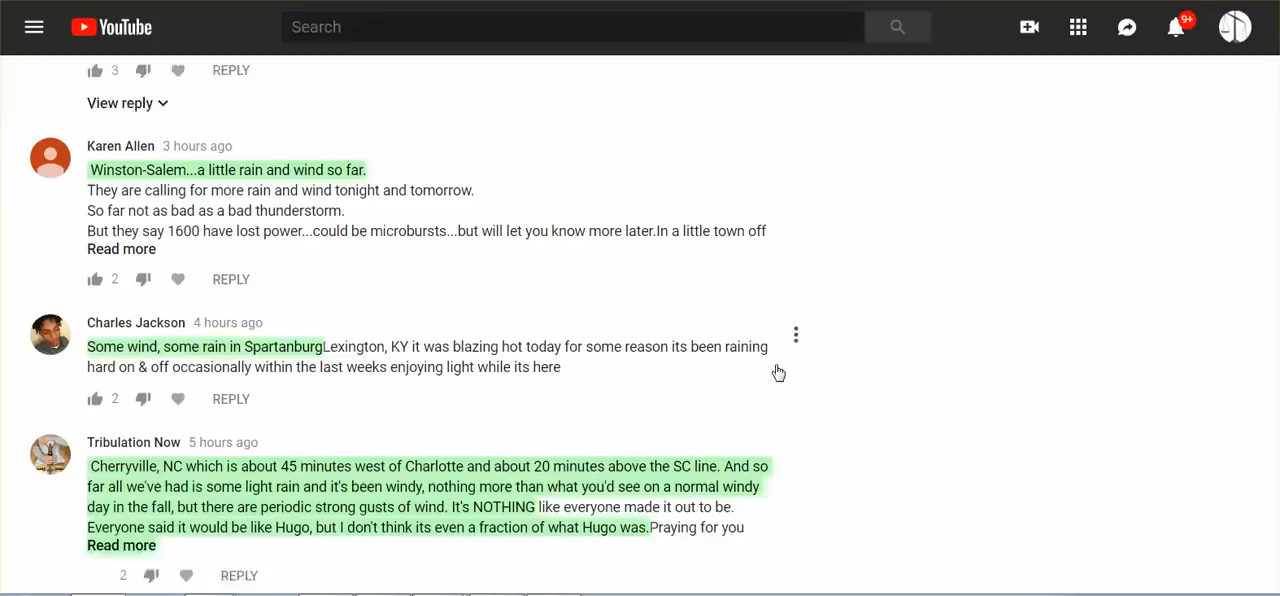 YouTube
Search
9+
3
REPLY
View reply
Karen Allen 3 hours ago
Winston-Salem...a little rain and wind so far.
They are calling for more rain and wind tonight and tomorrow.
So far not as bad as a bad thunderstorm.
But they say 1600 have lost power...could be microbursts...but will let you know more later.In a little town off
Read more
2
REPLY
Charles Jackson 4 hours ago
Some wind, some rain in SpartanburgLexington, KY it was blazing hot today for some reason its been raining
hard on & off occasionally within the last weeks enjoying light while its here
2
REPLY
Tribulation Now 5 hours ago
Cherryville, NC which is about 45 minutes west of Charlotte and about 20 minutes above the SC line. And so
far all we've had is some light rain and it's been windy, nothing more than what you'd see on a normal windy
day in the fall, but there are periodic strong gusts of wind. It's NOTHING like everyone made it out to be.
Everyone said it would be like Hugo, but I don't think its even a fraction of what Hugo was.Praying for you
Read more
2
REPLY